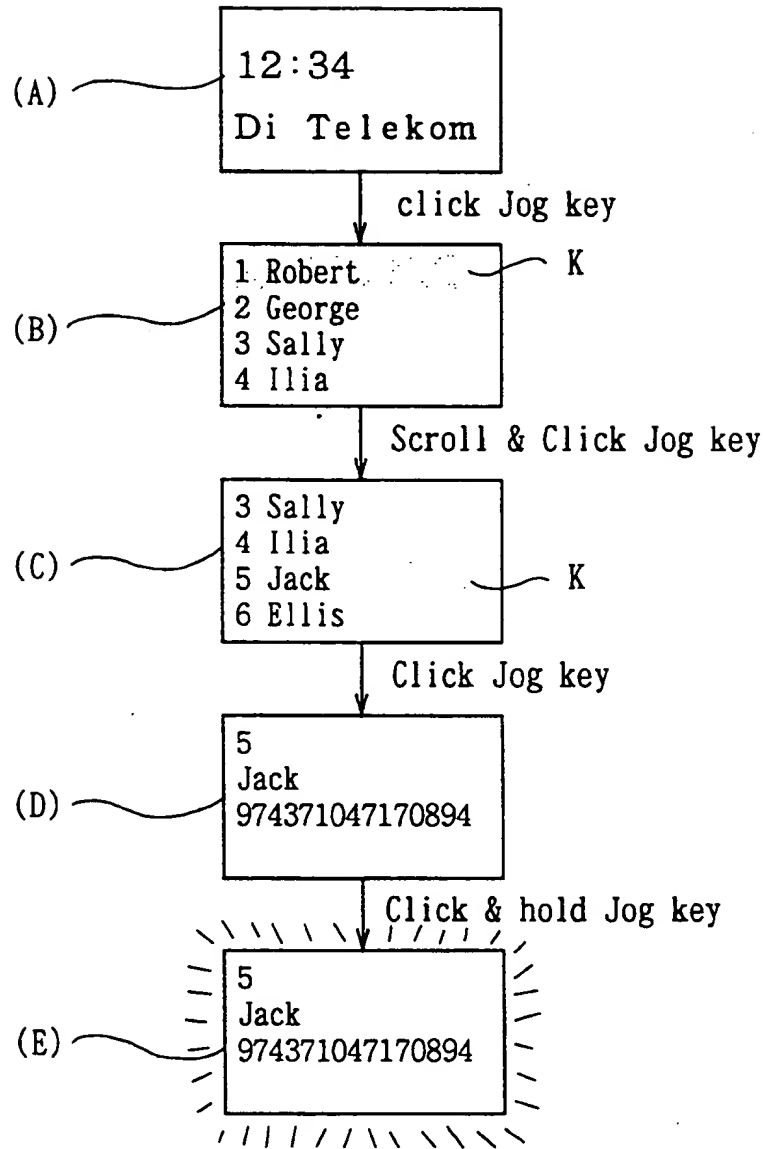 12:34
(A)
Di Telekom
click Jog key
1 Robert
K
2 George
(B)
3 Sally
4 Ilia
Scroll & Click Jog key
3 Sally
4 Ilia
(C)
5 Jack
K
6 Ellis
Click Jog key
5
Jack
(D)
974371047170894
Click & hold Jog key
5
Jack
(E)
974371047170894